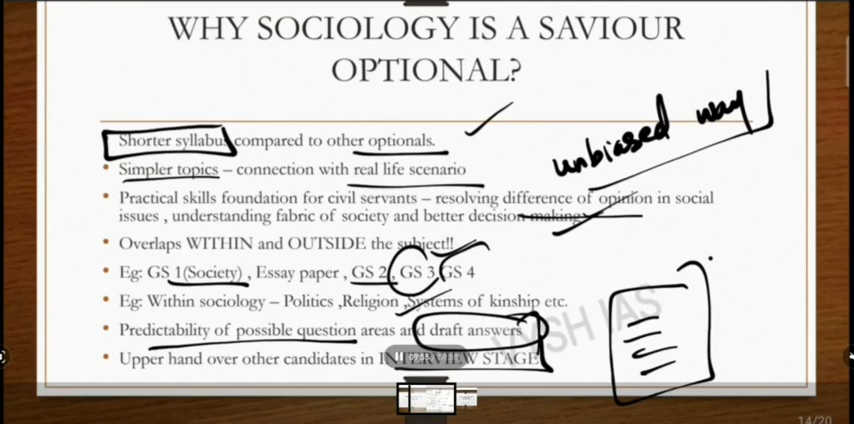 WHY SOCIOLOGY IS A SAVIOUR
OPTIONAL?
unbiased way
Shorter syllabus compared to other optionals.
• Simpler topics – connection with real life scenario
• Practical skills foundation for civil servants – resolving difference of opinion in social
issues , understanding fabric of society and better decision-making
• Overlaps WITHIN and OUTSIDE the subject!!
• Eg: GS 1(Society) , Essay paper , GS 2, GS 3, GS 4
• Eg: Within sociology – Politics ,Religion ,Systems of kinship etc.
• Predictability of possible question areas and draft answers
• Upper hand over other candidates in INTERVIEW STAGE
09:55
14/20